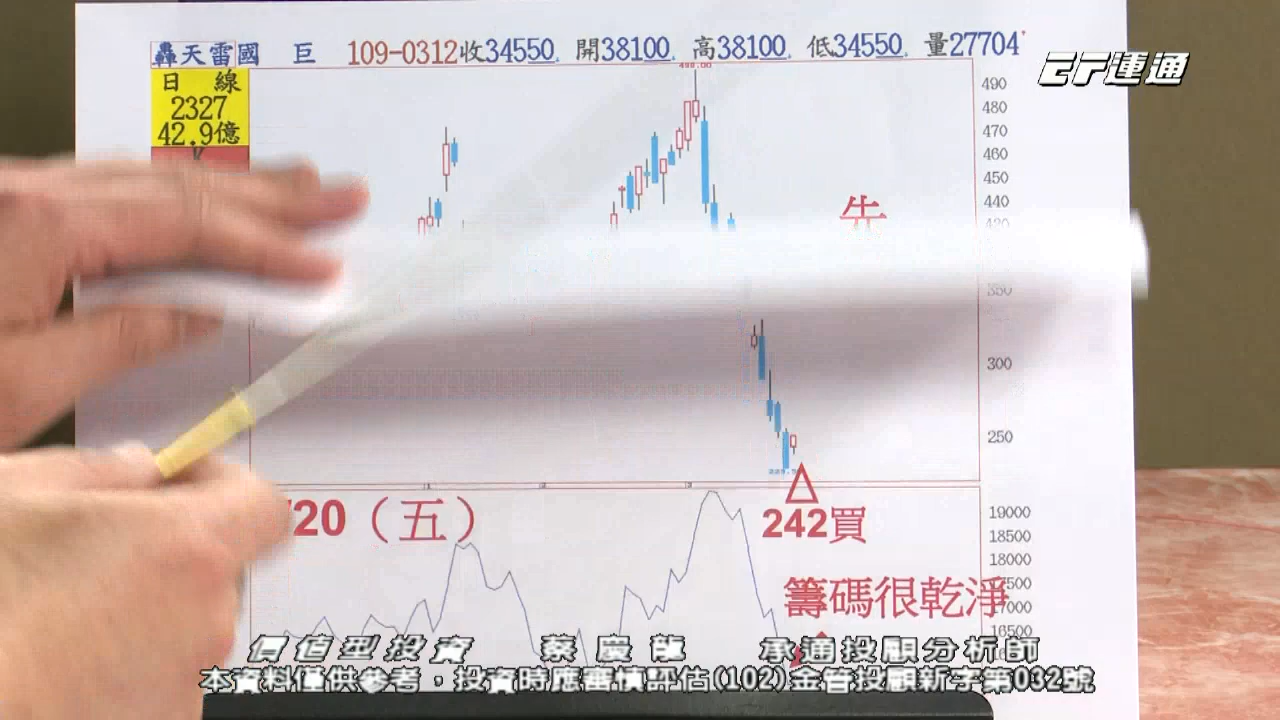 轟天雷國 巨 109-0312收34550. 開38100. 高38100. 低34550. 量27704
日 線
2327
42.9億
K
運通
498.00
490
480
470
460
450
440
420
350
300
250
先
242買
/20（五）
籌碼很乾淨
19000
18500
18000
17500
17000
16500
價值型投資 蔡慶龍 承通投顧分析師
本資料僅供參考，投資時應審慎評估(102)金管投顧新字第032號